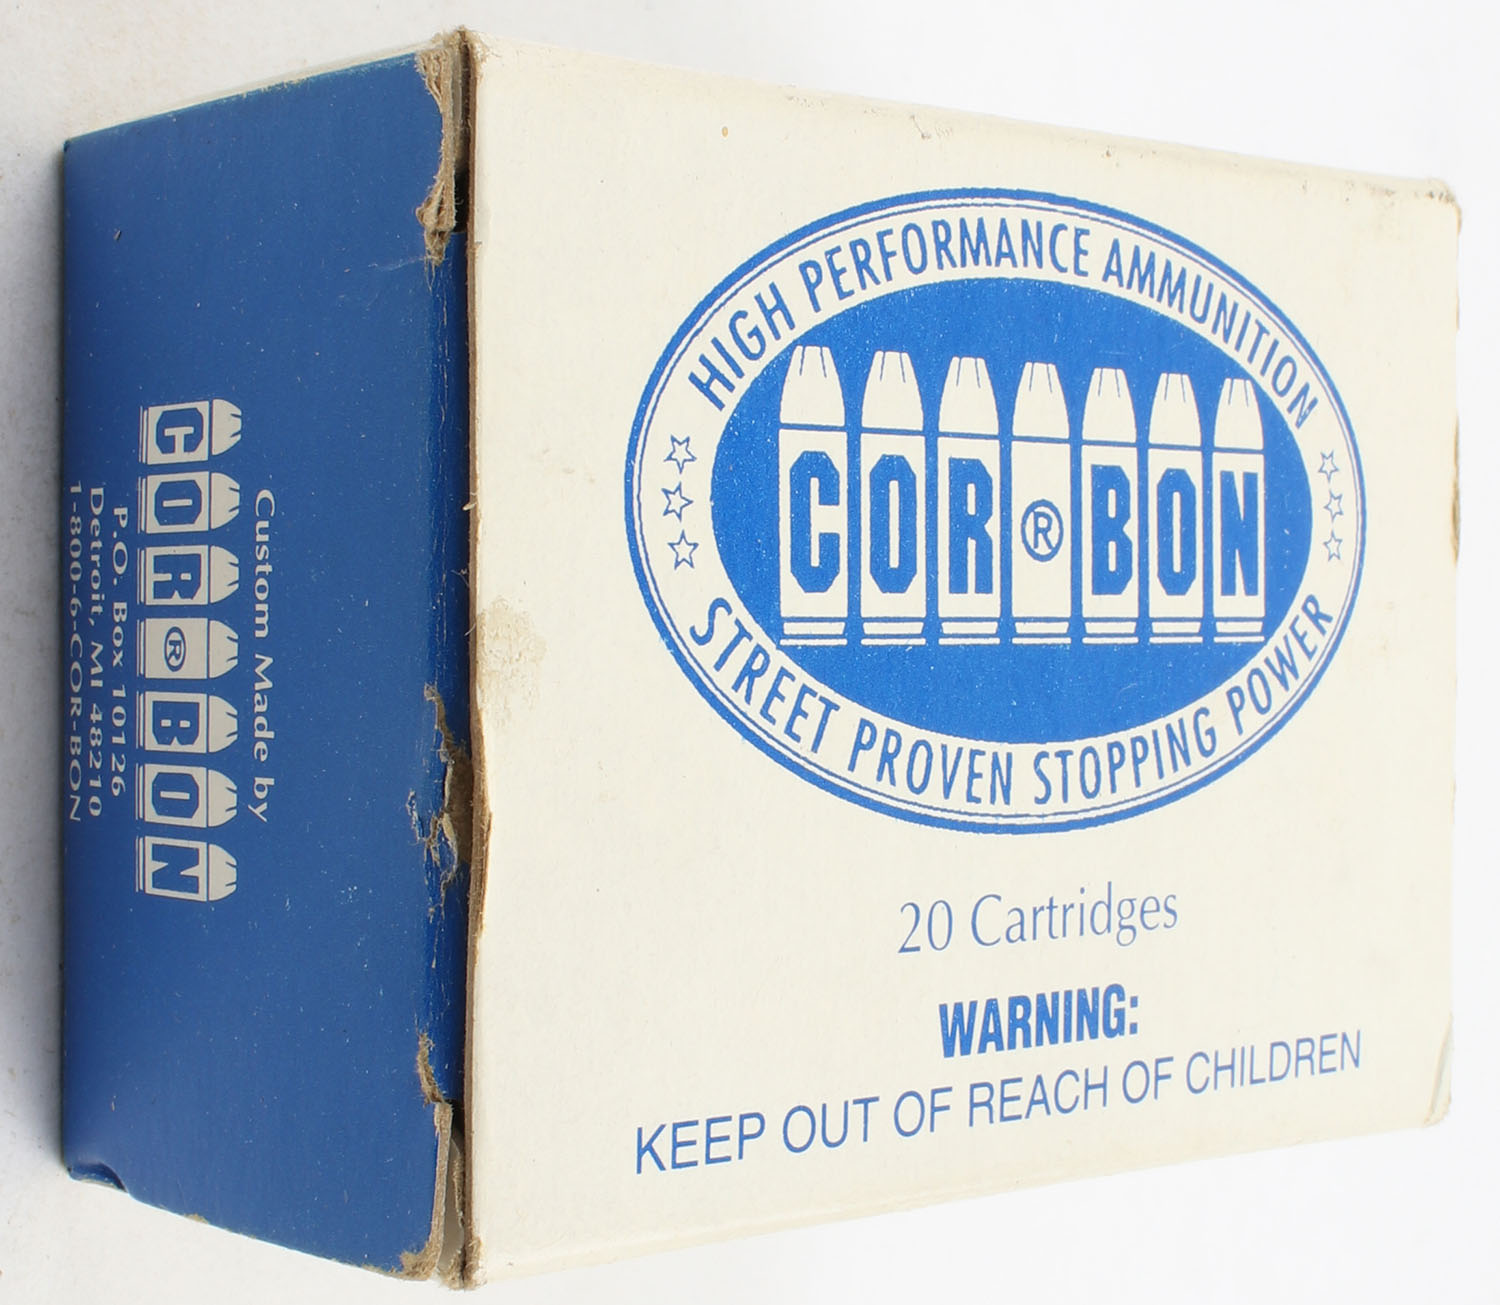 HIGH PERFORMANCE AMMUNITION
COR®BON
STREET PROVEN STOPPING POWER
20 Cartridges
WARNING:
KEEP OUT OF REACH OF CHILDREN
Custom Made by
COR®BON
P.O. Box 10126
Detroit, MI 48210
1-800-6-COR-BON